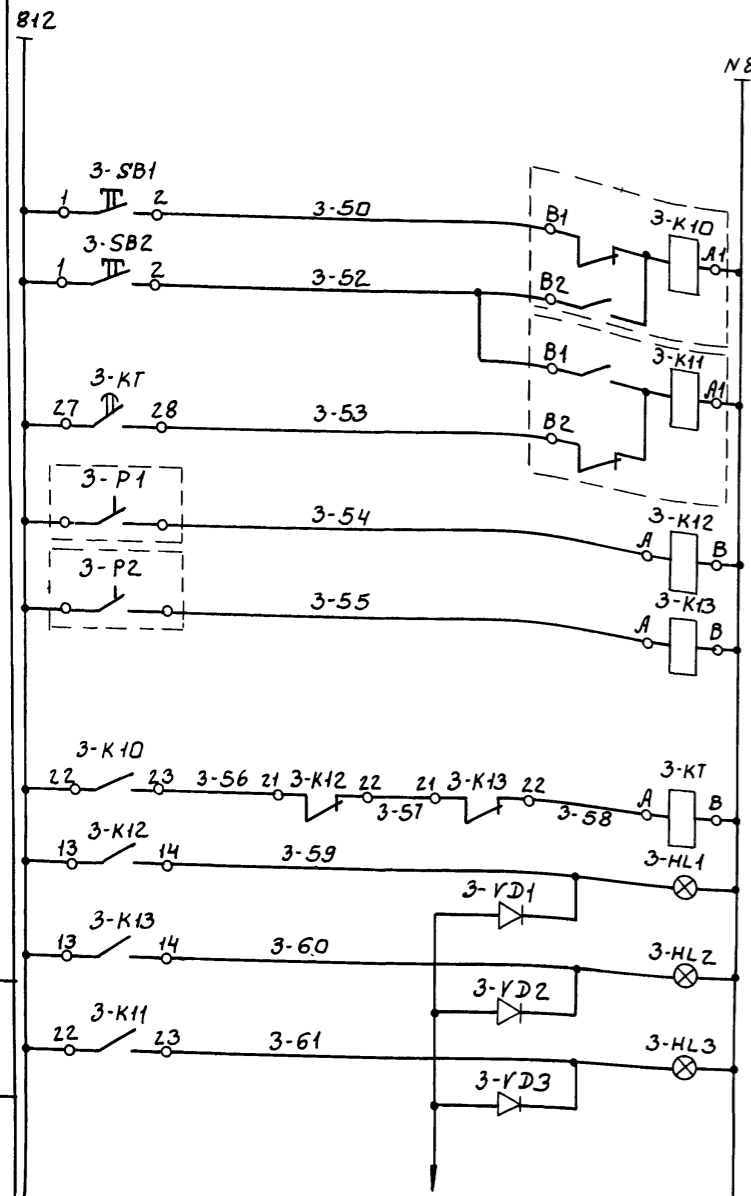 812
N8
3-SB1
1 2 3-50 B1 3-K10 A1
3-SB2
1 2 3-52 B2
B1 3-K11 A1
3-KT
27 28 3-53 B2
3-P1
3-54 A 3-K12 B
3-P2
3-55 A 3-K13 B
3-K10
22 23 3-56 21 3-K12 22 3-57 21 3-K13 22 3-58 A 3-KT B
3-K12
13 14 3-59 3-HL1
3-VD1
3-K13
13 14 3-60 3-HL2
3-VD2
3-K11
22 23 3-61 3-HL3
3-VD3